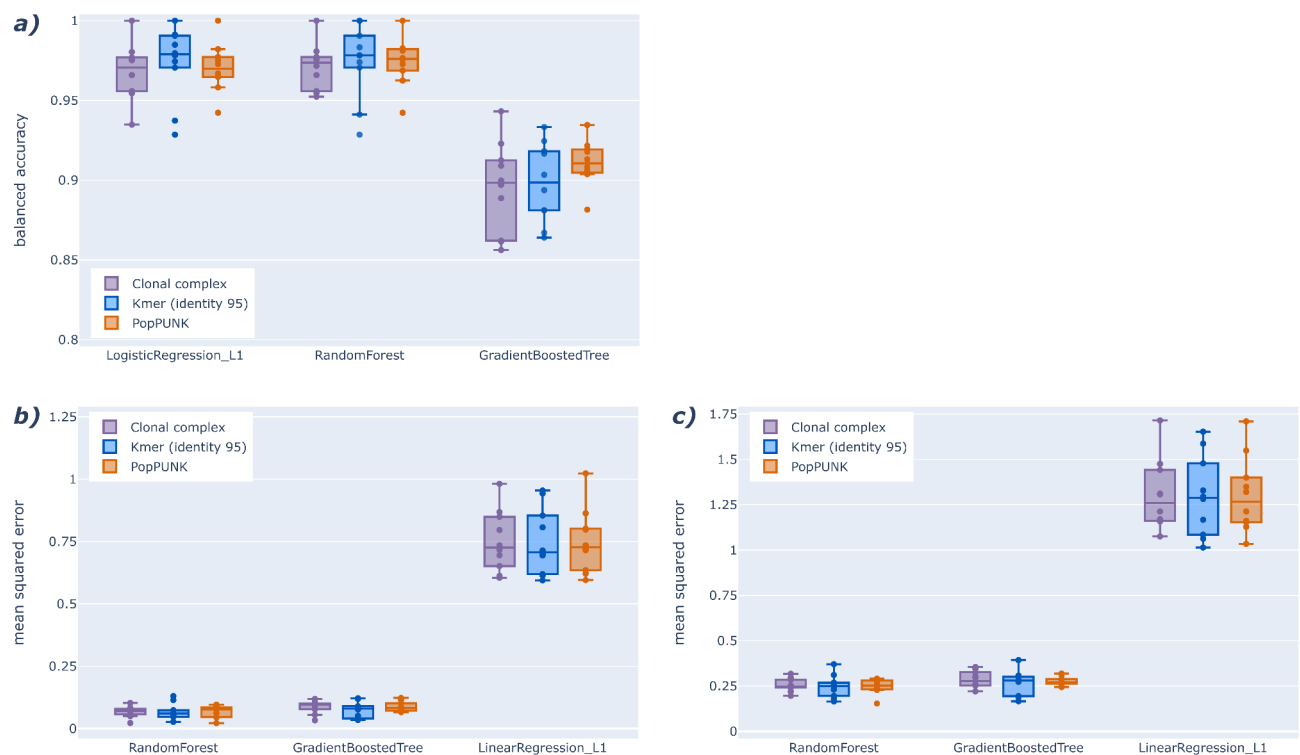 a)
balanced accuracy
1
0.95
0.9
0.85
0.8
Clonal complex
Kmer (identity 95)
PopPUNK
LogisticRegression_L1
RandomForest
GradientBoostedTree
b)
mean squared error
1.25
1
0.75
0.5
0.25
0
Clonal complex
Kmer (identity 95)
PopPUNK
RandomForest
GradientBoostedTree
LinearRegression_L1
c)
mean squared error
1.75
1.5
1.25
1
0.75
0.5
0.25
0
Clonal complex
Kmer (identity 95)
PopPUNK
RandomForest
GradientBoostedTree
LinearRegression_L1